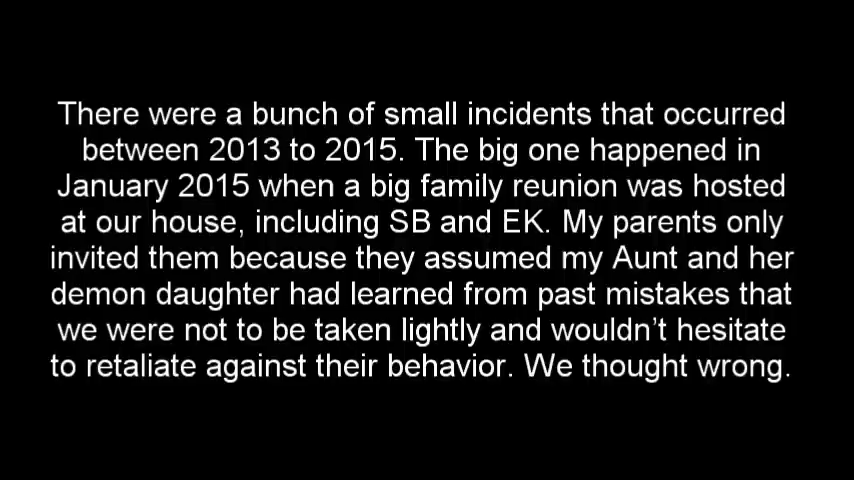 There were a bunch of small incidents that occurred
between 2013 to 2015. The big one happened in
January 2015 when a big family reunion was hosted
at our house, including SB and EK. My parents only
invited them because they assumed my Aunt and her
demon daughter had learned from past mistakes that
we were not to be taken lightly and wouldn't hesitate
to retaliate against their behavior. We thought wrong.